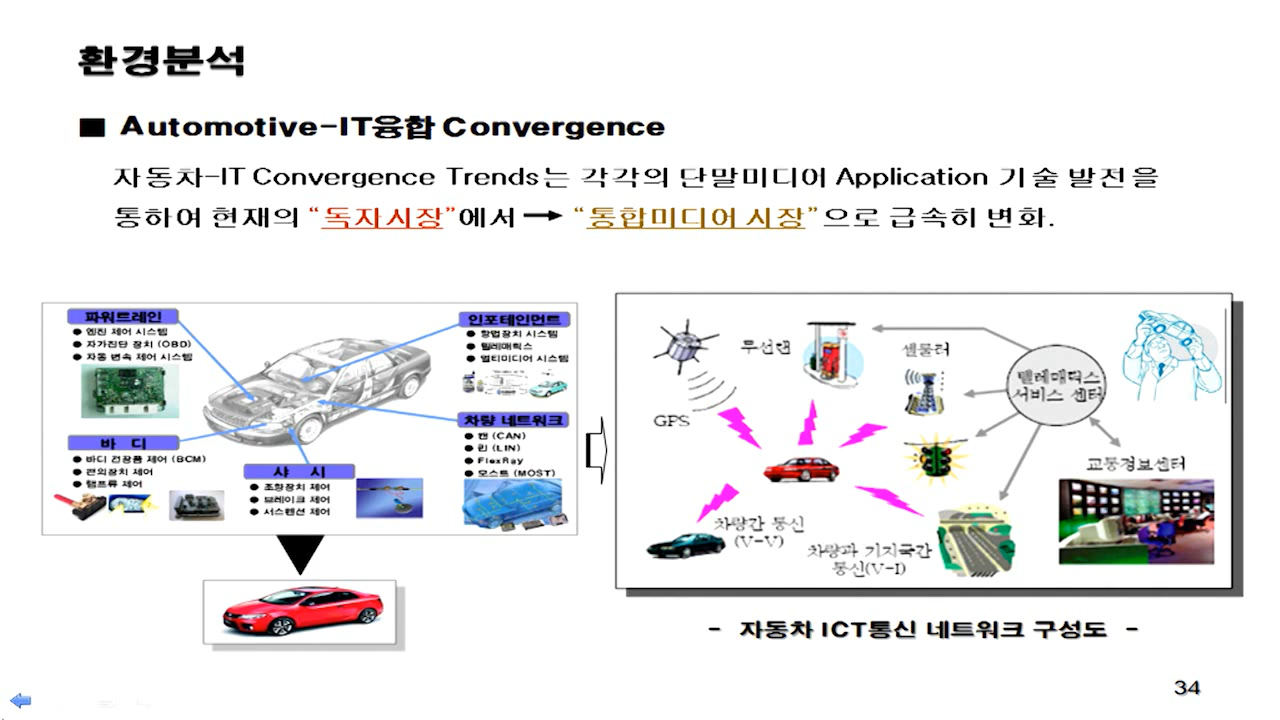 환경분석
■ Automotive-IT융합 Convergence
자동차-IT Convergence Trends는 각각의 단말미디어 Application 기술 발전을
통하여 현재의 “독자시장”에서 → “통합미디어 시장”으로 급속히 변화.
파워트레인
● 엔진 제어 시스템
● 자가진단 장치 (OBD)
● 자동 변속 제어 시스템
인포테인먼트
● 항법장치 시스템
● 텔레매틱스
● 멀티미디어 시스템
바 디
● 바디 전장품 제어 (BCM)
● 편의장치 제어
● 램프류 제어
샤 시
● 조향장치 제어
● 브레이크 제어
● 서스펜션 제어
차량 네트워크
● 캔 (CAN)
● 린 (LIN)
● FlexRay
● 모스트 (MOST)
무선랜
셀룰러
텔레매틱스
서비스 센터
GPS
교통정보센터
차량간 통신
(V-V)
차량과 기지국간
통신(V-I)
- 자동차 ICT통신 네트워크 구성도 -
34